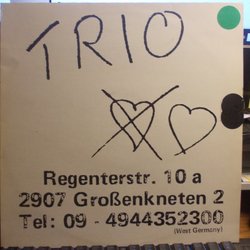 TRIO
Regenterstr. 10 a
2907 Großenkneten 2
Tel: 09 - 4944352300
(West Germany)